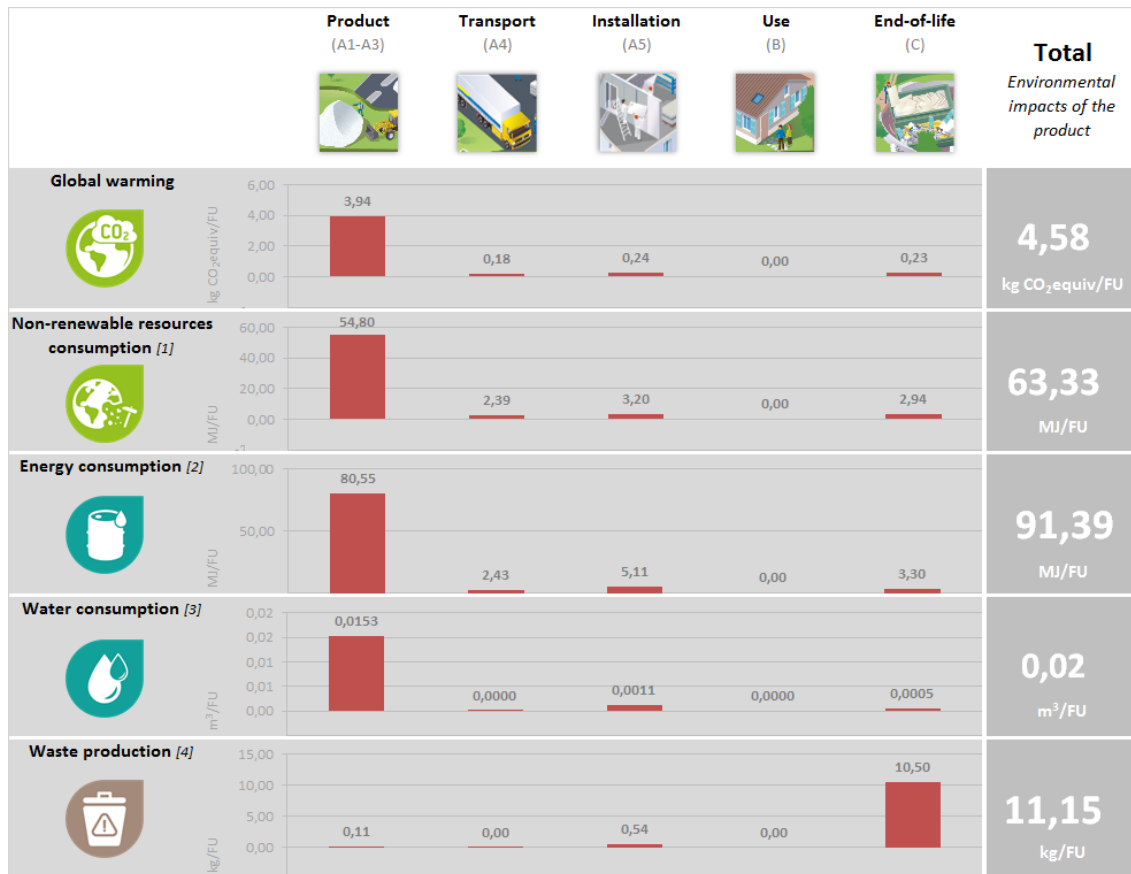 Product
Transport
Installation
Use
End-of-life
(A1-A3)
(A4)
(A5)
(B)
(C)
Total
Environmental
impacts of the
product
Global warming
CO2
kg CO2equiv/FU
6,00
4,00
2,00
0,00
3,94
0,18
0,24
0,00
0,23
4,58
kg CO2equiv/FU
Non-renewable resources
consumption [1]
MJ/FU
60,00
40,00
20,00
0,00
54,80
2,39
3,20
0,00
2,94
63,33
MJ/FU
Energy consumption [2]
MJ/FU
100,00
50,00
80,55
2,43
5,11
0,00
3,30
91,39
MJ/FU
Water consumption [3]
m³/FU
0,02
0,02
0,01
0,01
0,00
0,0153
0,0000
0,0011
0,0000
0,0005
0,02
m³/FU
Waste production [4]
kg/FU
15,00
10,00
5,00
0,00
0,11
0,00
0,54
0,00
10,50
11,15
kg/FU